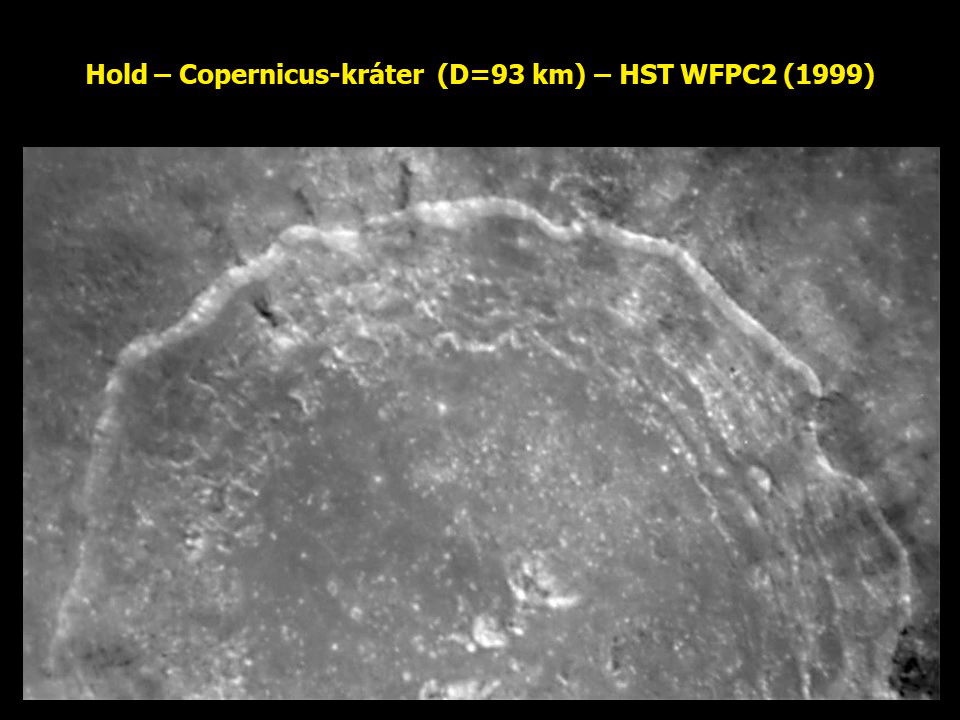 Hold – Copernicus-kráter (D=93 km) – HST WFPC2 (1999)